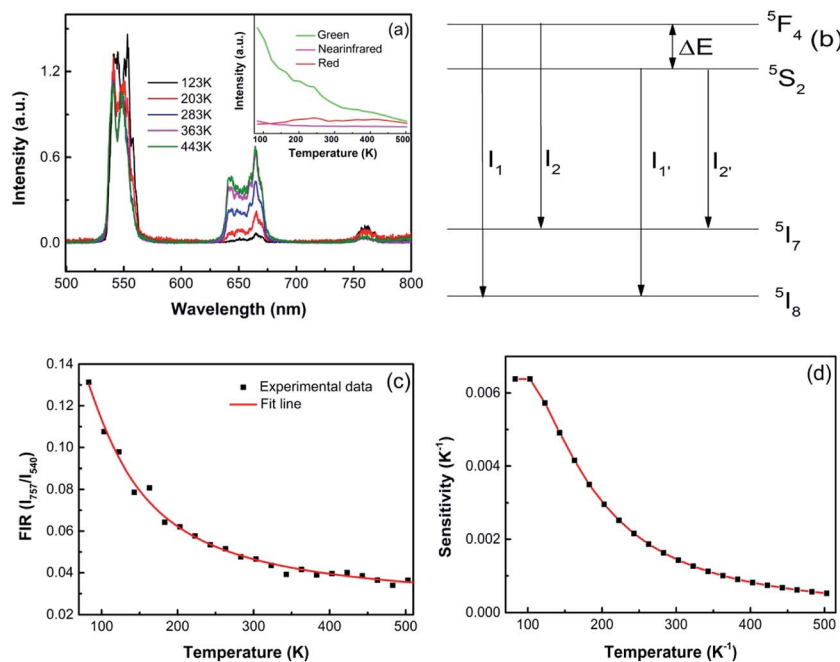 (a)
Green
Nearinfrared
Red
Intensity (a.u.)
100 200 300 400 500
Temperature (K)
123K
203K
283K
363K
443K
Intensity (a.u.)
1.2
0.6
0.0
500 550 600 650 700 750 800
Wavelength (nm)
⁵F₄ (b)
ΔE
⁵S₂
I₁ I₂ I₁' I₂'
⁵I₇
⁵I₈
(c)
Experimental data
Fit line
FIR (I₇₅₇/I₅₄₀)
0.14
0.12
0.10
0.08
0.06
0.04
0.02
100 200 300 400 500
Temperature (K)
(d)
Sensitivity (K⁻¹)
0.006
0.004
0.002
0.000
100 200 300 400 500
Temperature (K⁻¹)